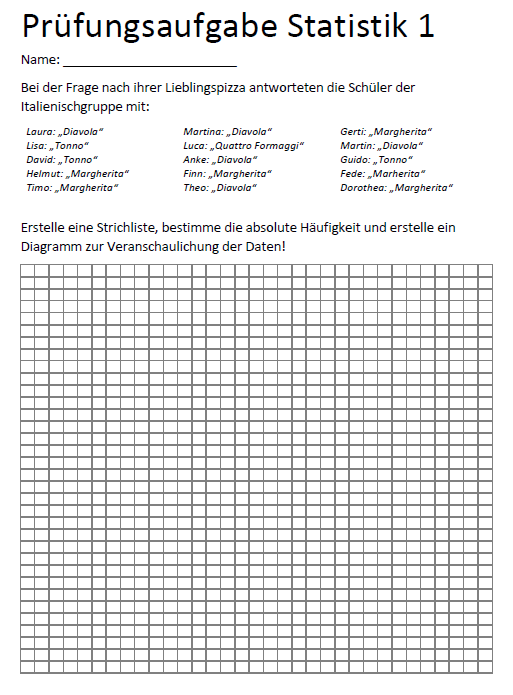 Prüfungsaufgabe Statistik 1
Name: _________________________
Bei der Frage nach ihrer Lieblingspizza antworteten die Schüler der
Italienischgruppe mit:
Laura: „Diavola“
Lisa: „Tonno“
David: „Tonno“
Helmut: „Margherita“
Timo: „Margherita“
Martina: „Diavola“
Luca: „Quattro Formaggi“
Anke: „Diavola“
Finn: „Margherita“
Theo: „Diavola“
Gerti: „Margherita“
Martin: „Diavola“
Guido: „Tonno“
Fede: „Marherita“
Dorothea: „Margherita“
Erstelle eine Strichliste, bestimme die absolute Häufigkeit und erstelle ein
Diagramm zur Veranschaulichung der Daten!